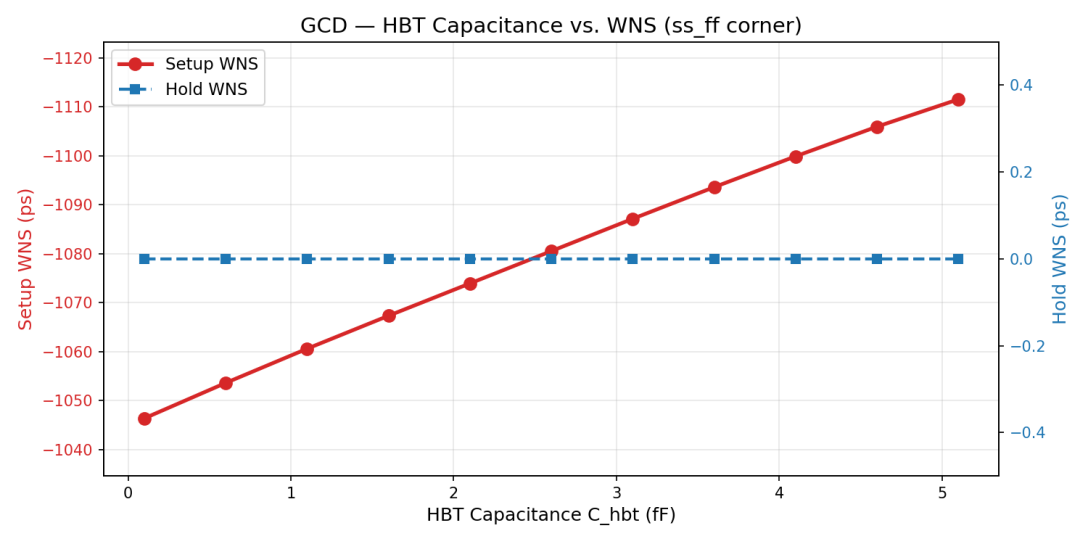 GCD — HBT Capacitance vs. WNS (ss_ff corner)
Setup WNS
Hold WNS
−1120
−1110
−1100
−1090
−1080
−1070
−1060
−1050
−1040
Setup WNS (ps)
0.4
0.2
0.0
−0.2
−0.4
Hold WNS (ps)
0 1 2 3 4 5
HBT Capacitance C_hbt (fF)